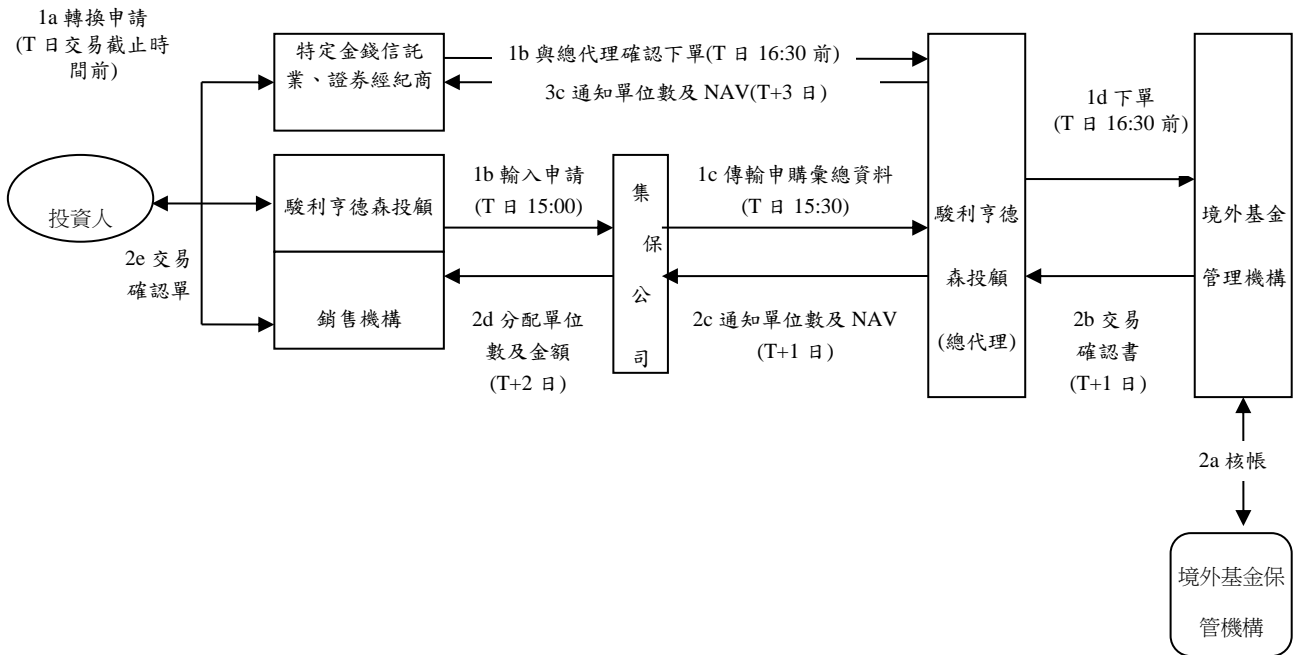 1a 轉換申請
(T 日交易截止時
間前)
特定金錢信託
業、證券經紀商
1b 與總代理確認下單(T 日 16:30 前)
3c 通知單位數及 NAV(T+3 日)
1d 下單
(T 日 16:30 前)
投資人
駿利亨德森投顧
1b 輸入申請
(T 日 15:00)
集
保
公
司
1c 傳輸申購彙總資料
(T 日 15:30)
駿利亨德
森投顧
(總代理)
境外基金
管理機構
2e 交易
確認單
銷售機構
2d 分配單位
數及金額
(T+2 日)
2c 通知單位數及 NAV
(T+1 日)
2b 交易
確認書
(T+1 日)
2a 核帳
境外基金保
管機構